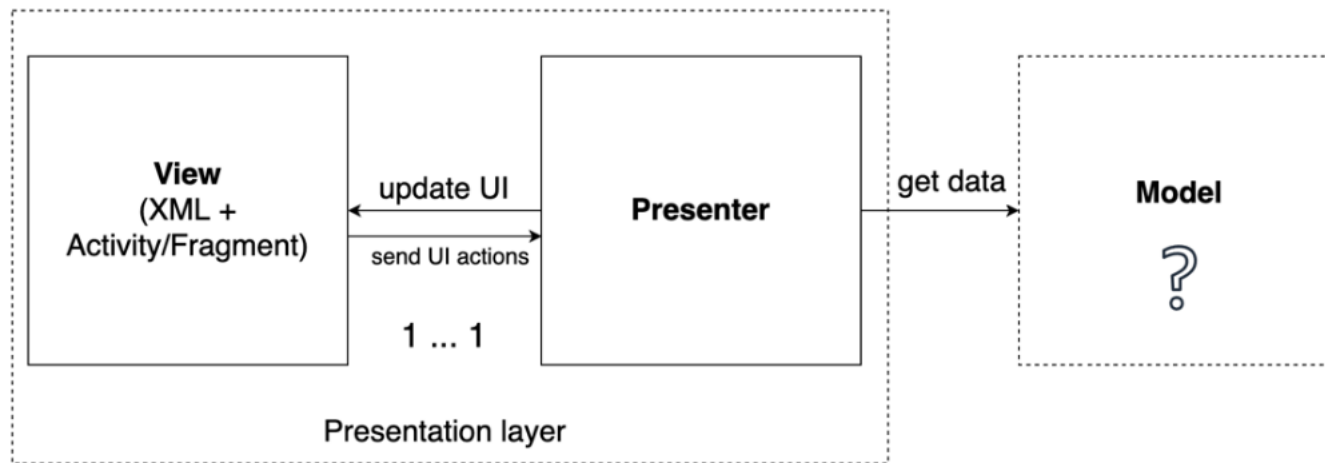 View
(XML +
Activity/Fragment)
update UI
send UI actions
1 ... 1
Presenter
get data
Model
?
Presentation layer